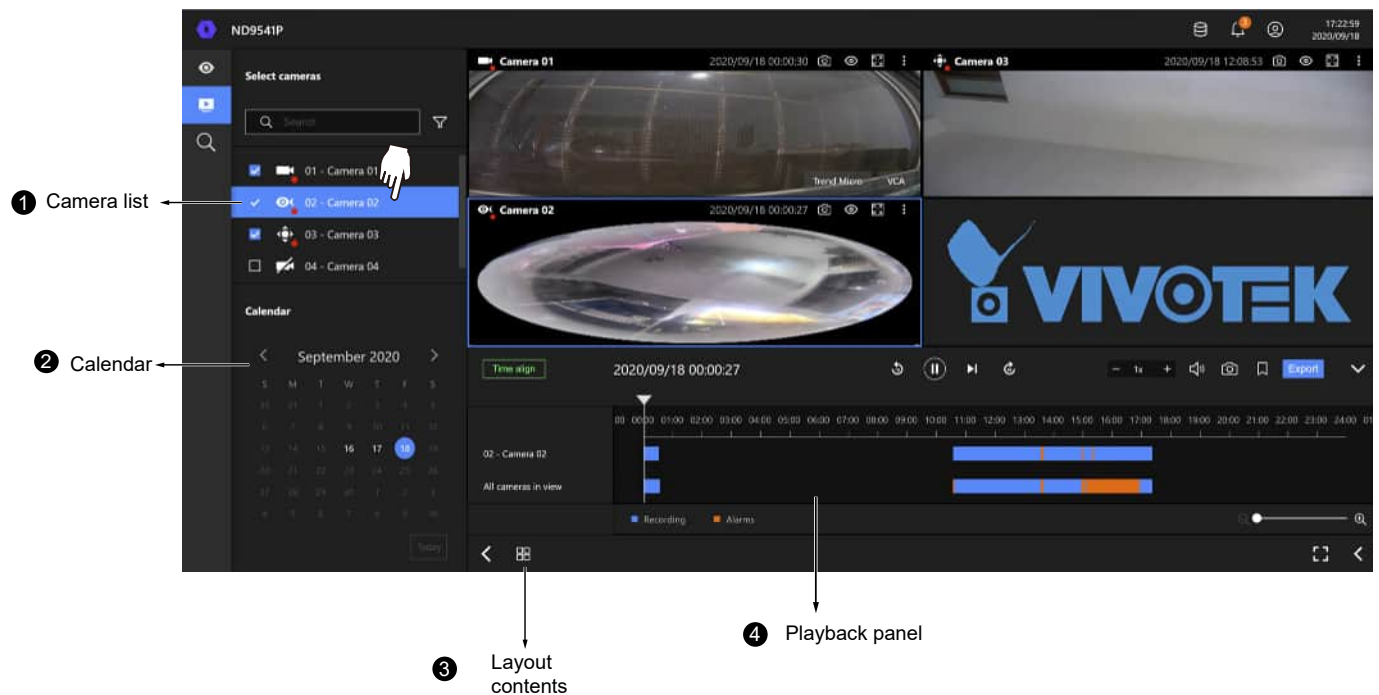 ND9541P
3
17:22:59
2020/09/18
Select cameras
Search
01 - Camera 01
02 - Camera 02
03 - Camera 03
04 - Camera 04
Calendar
September 2020
S M T W T F S
16 17 18
Today
Camera 01 2020/09/18 00:00:30
Trend Micro VCA
Camera 03 2020/09/18 12:08:53
Camera 02 2020/09/18 00:00:27
VIVOTEK
Time align 2020/09/18 00:00:27 - 1x + Export
00 00:00 01:00 02:00 03:00 04:00 05:00 06:00 07:00 08:00 09:00 10:00 11:00 12:00 13:00 14:00 15:00 16:00 17:00 18:00 19:00 20:00 21:00 22:00 23:00 24:00 01
02 - Camera 02
All cameras in view
Recording Alarms
1 Camera list
2 Calendar
3 Layout
contents
4 Playback panel